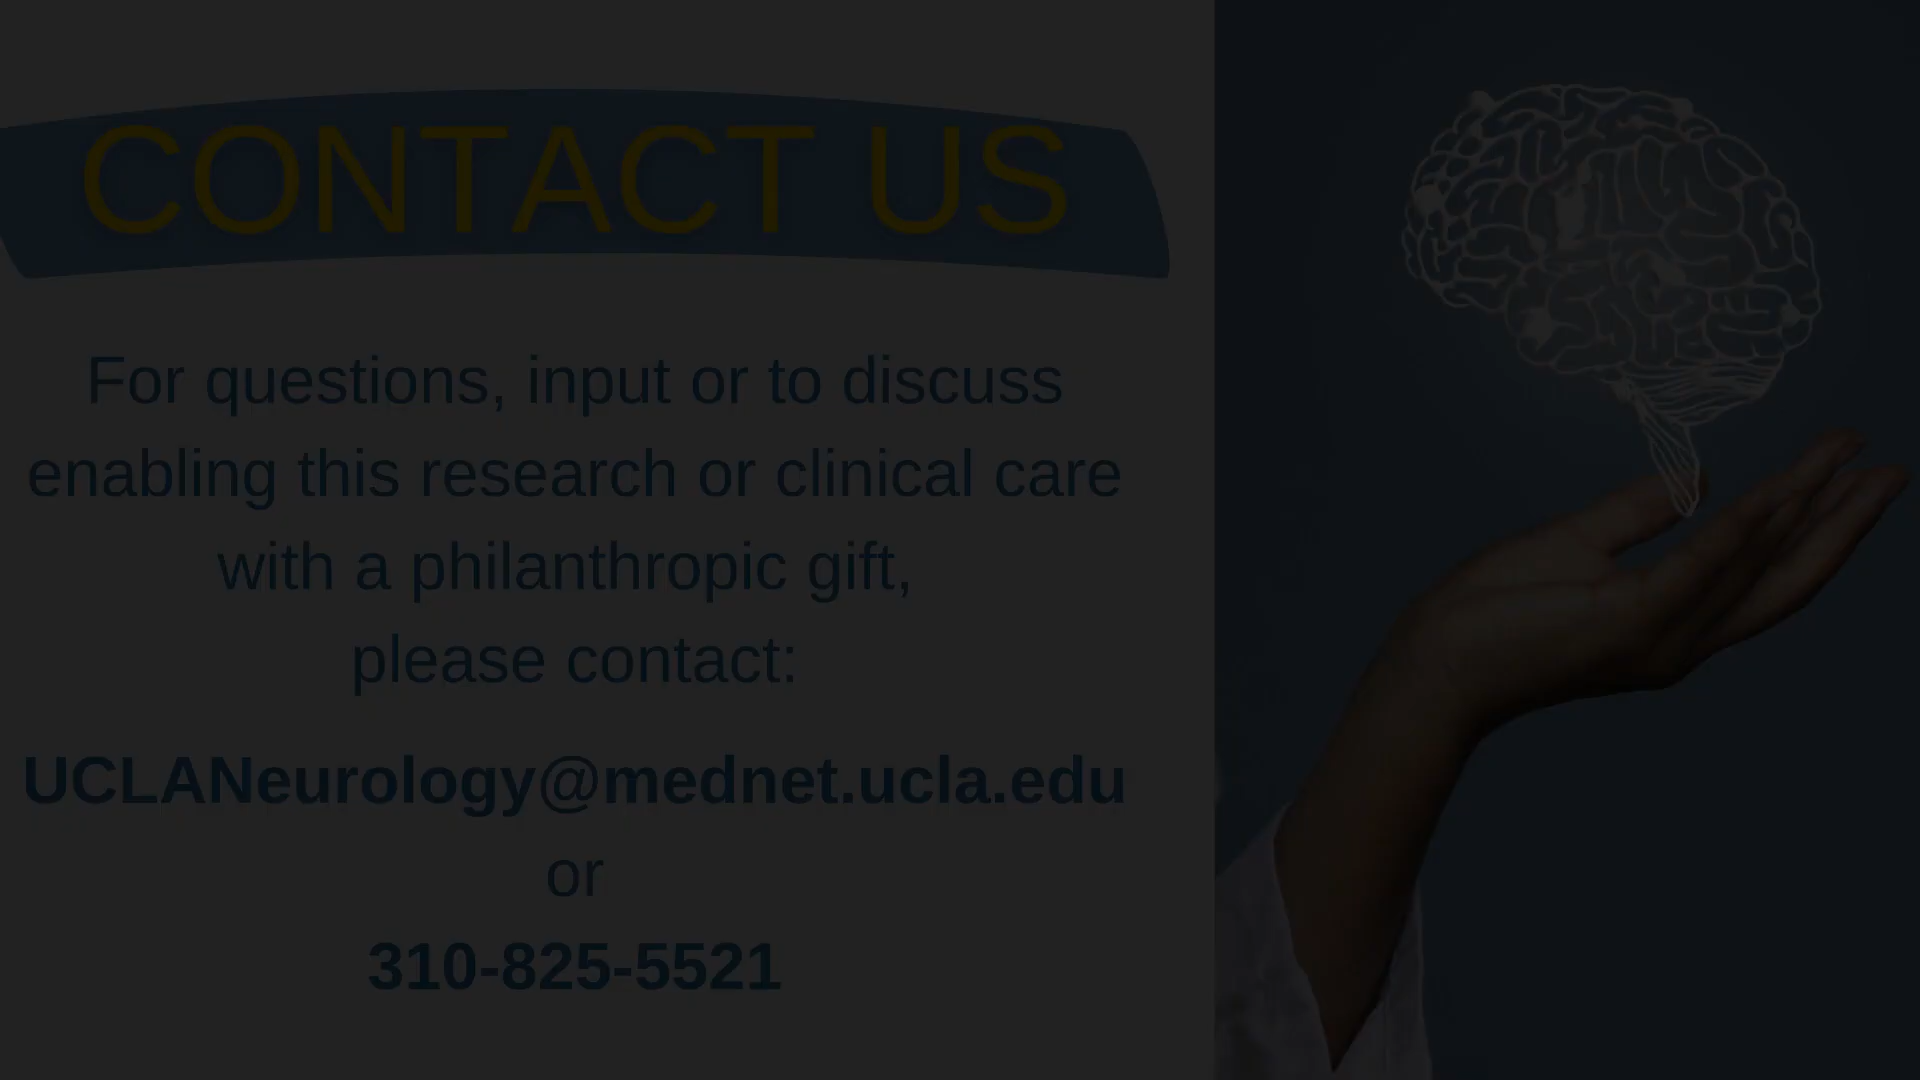 CONTACT US
For questions, input or to discuss
enabling this research or clinical care
with a philanthropic gift,
please contact:
UCLANeurology@mednet.ucla.edu
or
310-825-5521